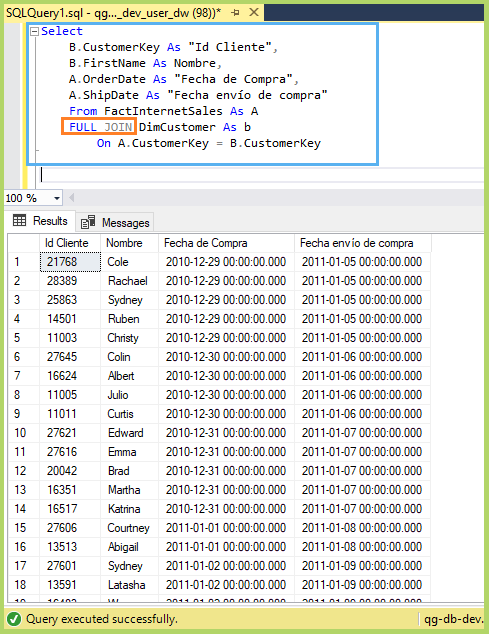 SQLQuery1.sql - qg..._dev_user_dw (98))*
Select
B.CustomerKey As "Id Cliente",
B.FirstName As Nombre,
A.OrderDate As "Fecha de Compra",
A.ShipDate As "Fecha envío de compra"
From FactInternetSales As A
FULL JOIN DimCustomer As b
On A.CustomerKey = B.CustomerKey
100 %
Results Messages
Id Cliente Nombre Fecha de Compra Fecha envío de compra
1 21768 Cole 2010-12-29 00:00:00.000 2011-01-05 00:00:00.000
2 28389 Rachael 2010-12-29 00:00:00.000 2011-01-05 00:00:00.000
3 25863 Sydney 2010-12-29 00:00:00.000 2011-01-05 00:00:00.000
4 14501 Ruben 2010-12-29 00:00:00.000 2011-01-05 00:00:00.000
5 11003 Christy 2010-12-29 00:00:00.000 2011-01-05 00:00:00.000
6 27645 Colin 2010-12-30 00:00:00.000 2011-01-06 00:00:00.000
7 16624 Albert 2010-12-30 00:00:00.000 2011-01-06 00:00:00.000
8 11005 Julio 2010-12-30 00:00:00.000 2011-01-06 00:00:00.000
9 11011 Curtis 2010-12-30 00:00:00.000 2011-01-06 00:00:00.000
10 27621 Edward 2010-12-31 00:00:00.000 2011-01-07 00:00:00.000
11 27616 Emma 2010-12-31 00:00:00.000 2011-01-07 00:00:00.000
12 20042 Brad 2010-12-31 00:00:00.000 2011-01-07 00:00:00.000
13 16351 Martha 2010-12-31 00:00:00.000 2011-01-07 00:00:00.000
14 16517 Katrina 2010-12-31 00:00:00.000 2011-01-07 00:00:00.000
15 27606 Courtney 2011-01-01 00:00:00.000 2011-01-08 00:00:00.000
16 13513 Abigail 2011-01-01 00:00:00.000 2011-01-08 00:00:00.000
17 27601 Sydney 2011-01-02 00:00:00.000 2011-01-09 00:00:00.000
18 13591 Latasha 2011-01-02 00:00:00.000 2011-01-09 00:00:00.000
Query executed successfully. qg-db-dev.